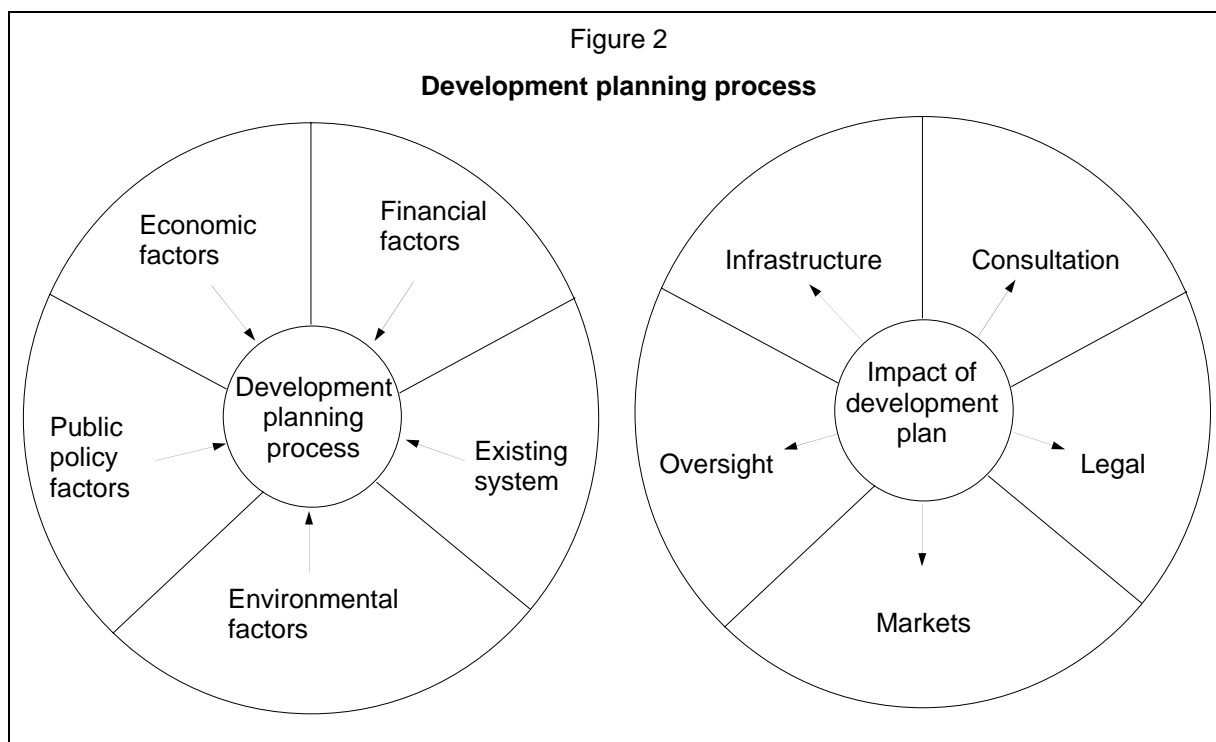 Figure 2
Development planning process
Economic
factors
Financial
factors
Development
planning
process
Public
policy
factors
Existing
system
Environmental
factors
Infrastructure
Consultation
Impact of
development
plan
Oversight
Legal
Markets